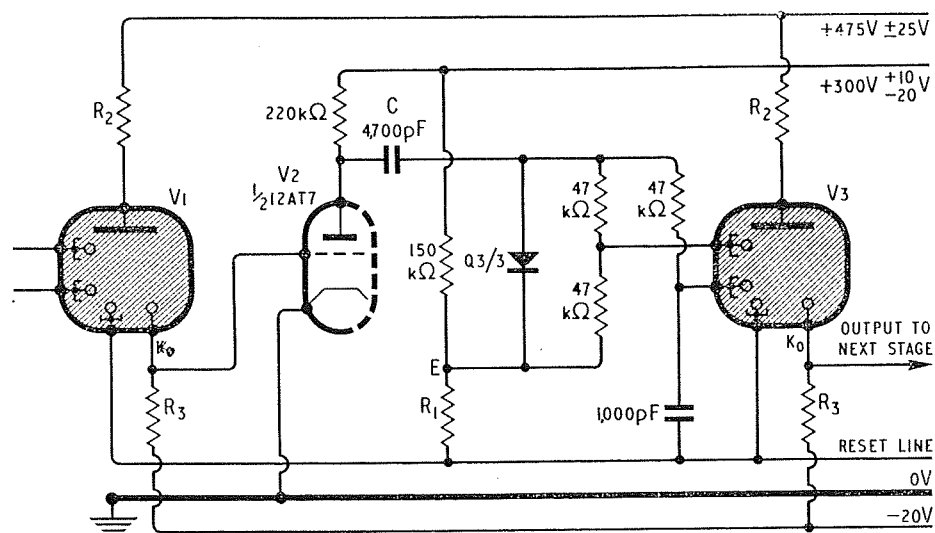 +475V ±25V
+300V +10 -20 V
R2
220kΩ
C
4,700pF
R2
V1
V2
½12AT7
47 kΩ
47 kΩ
V3
150 kΩ
Q3/3
47 kΩ
K0
K0
OUTPUT TO
NEXT STAGE
E
R3
R1
1,000pF
R3
RESET LINE
0V
−20V